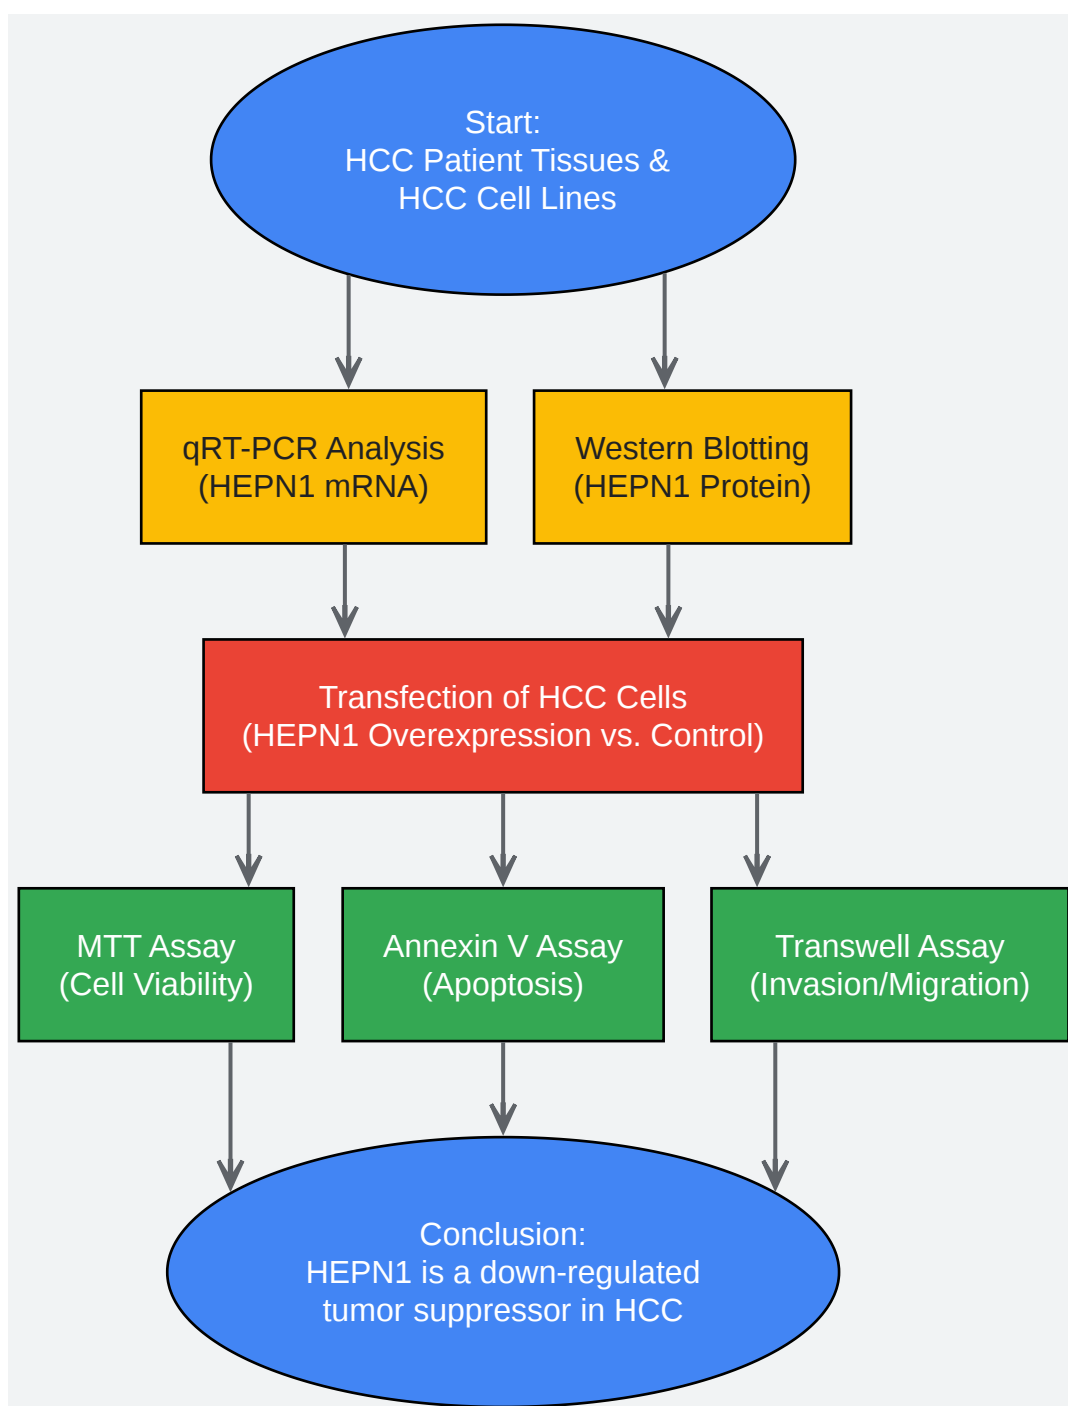 Start:
HCC Patient Tissues &
HCC Cell Lines
qRT-PCR Analysis
(HEPN1 mRNA)
Western Blotting
(HEPN1 Protein)
Transfection of HCC Cells
(HEPN1 Overexpression vs. Control)
MTT Assay
(Cell Viability)
Annexin V Assay
(Apoptosis)
Transwell Assay
(Invasion/Migration)
Conclusion:
HEPN1 is a down-regulated
tumor suppressor in HCC